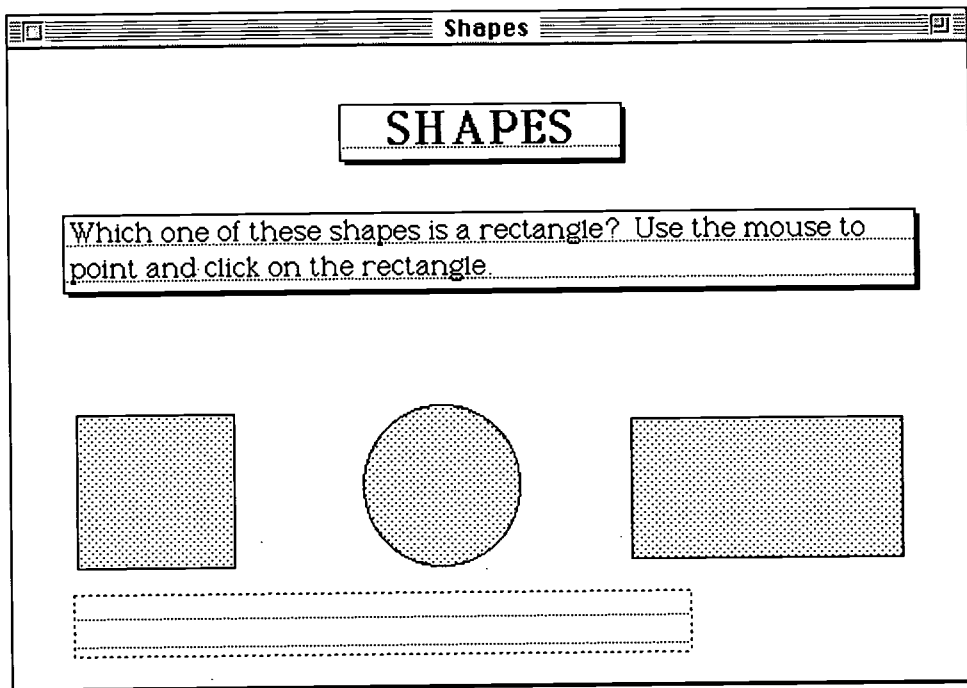 Shapes
SHAPES
Which one of these shapes is a rectangle?  Use the mouse to
point and click on the rectangle.